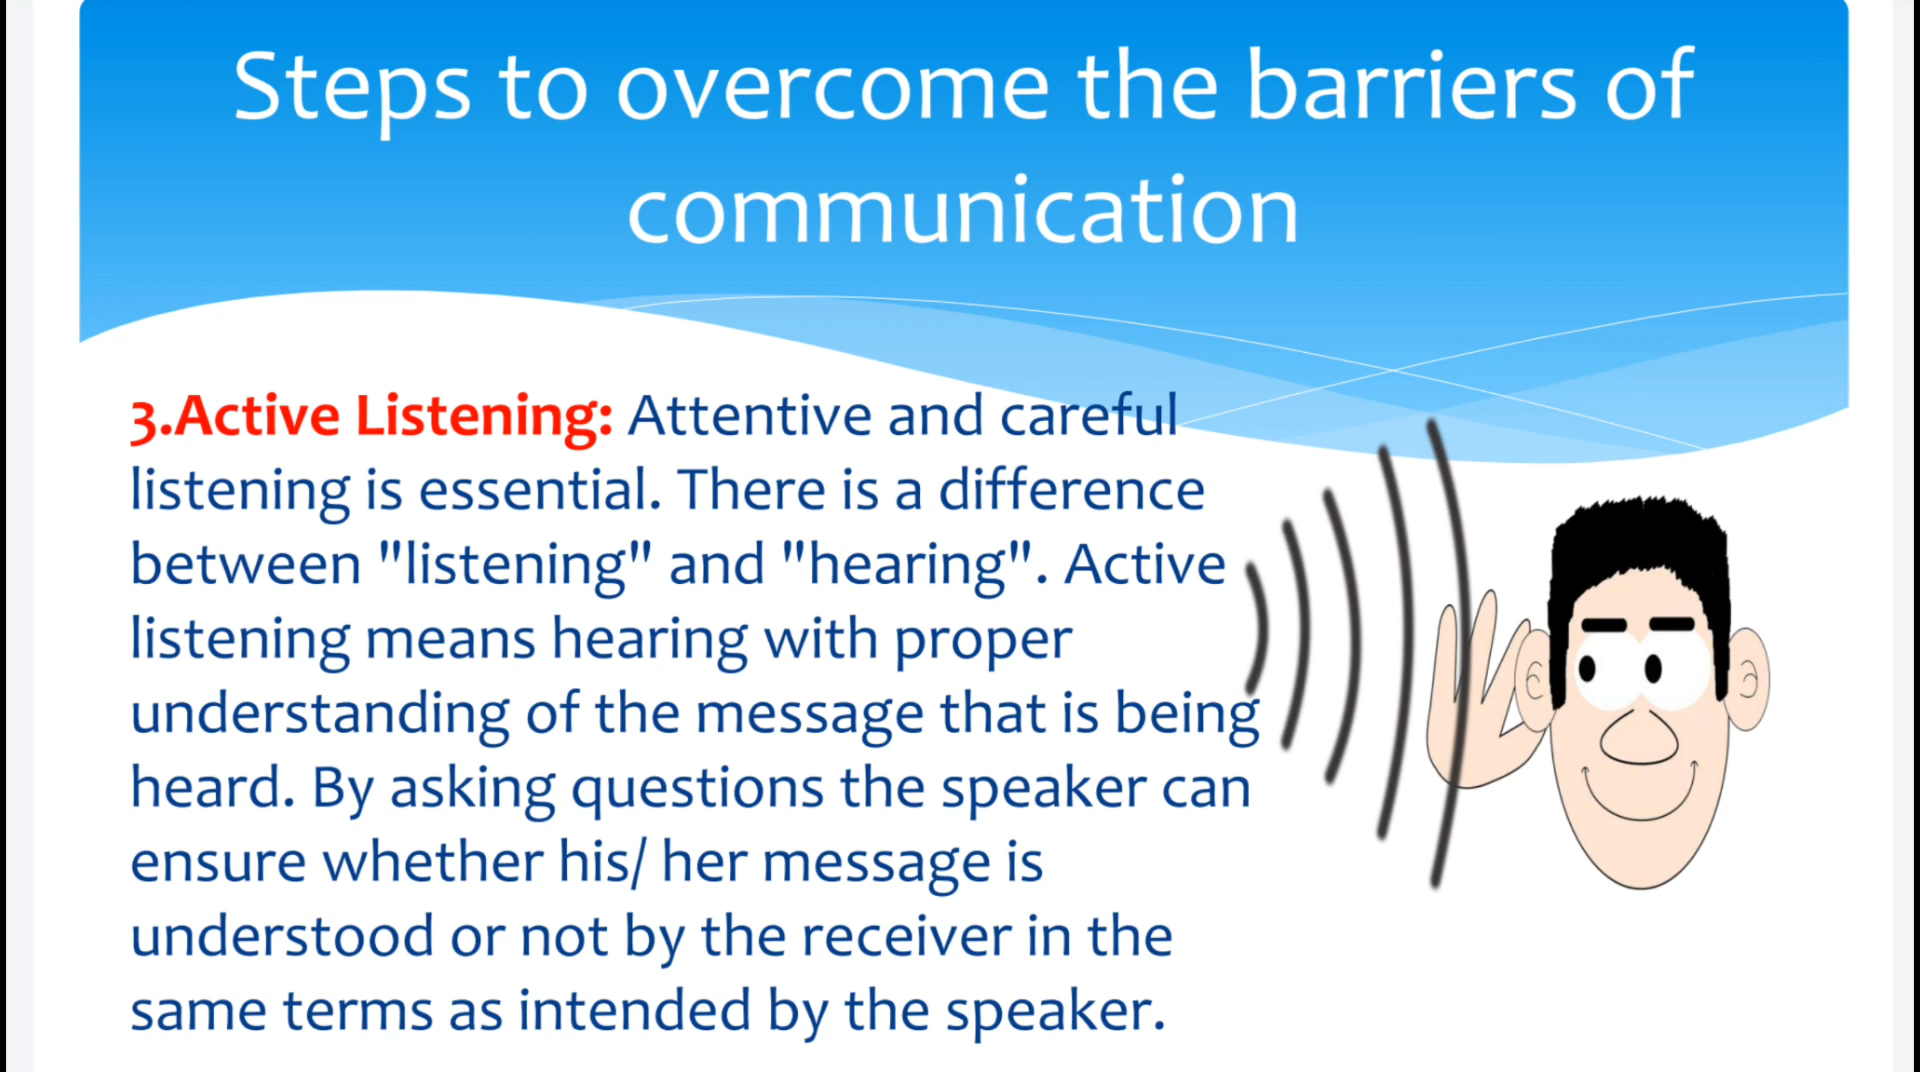 Steps to overcome the barriers of
communication
3.Active Listening: Attentive and careful
listening is essential. There is a difference
between "listening" and "hearing". Active
listening means hearing with proper
understanding of the message that is being
heard. By asking questions the speaker can
ensure whether his/ her message is
understood or not by the receiver in the
same terms as intended by the speaker.